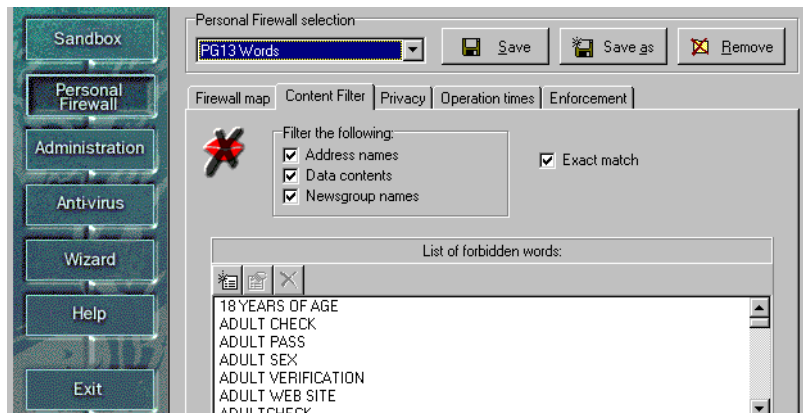 Sandbox
Personal
Firewall
Administration
Anti-virus
Wizard
Help
Exit
Personal Firewall selection
PG13 Words
Save
Save as
Remove
Firewall map
Content Filter
Privacy
Operation times
Enforcement
Filter the following:
Address names
Data contents
Newsgroup names
Exact match
List of forbidden words:
18 YEARS OF AGE
ADULT CHECK
ADULT PASS
ADULT SEX
ADULT VERIFICATION
ADULT WEB SITE
ADULTCHECK